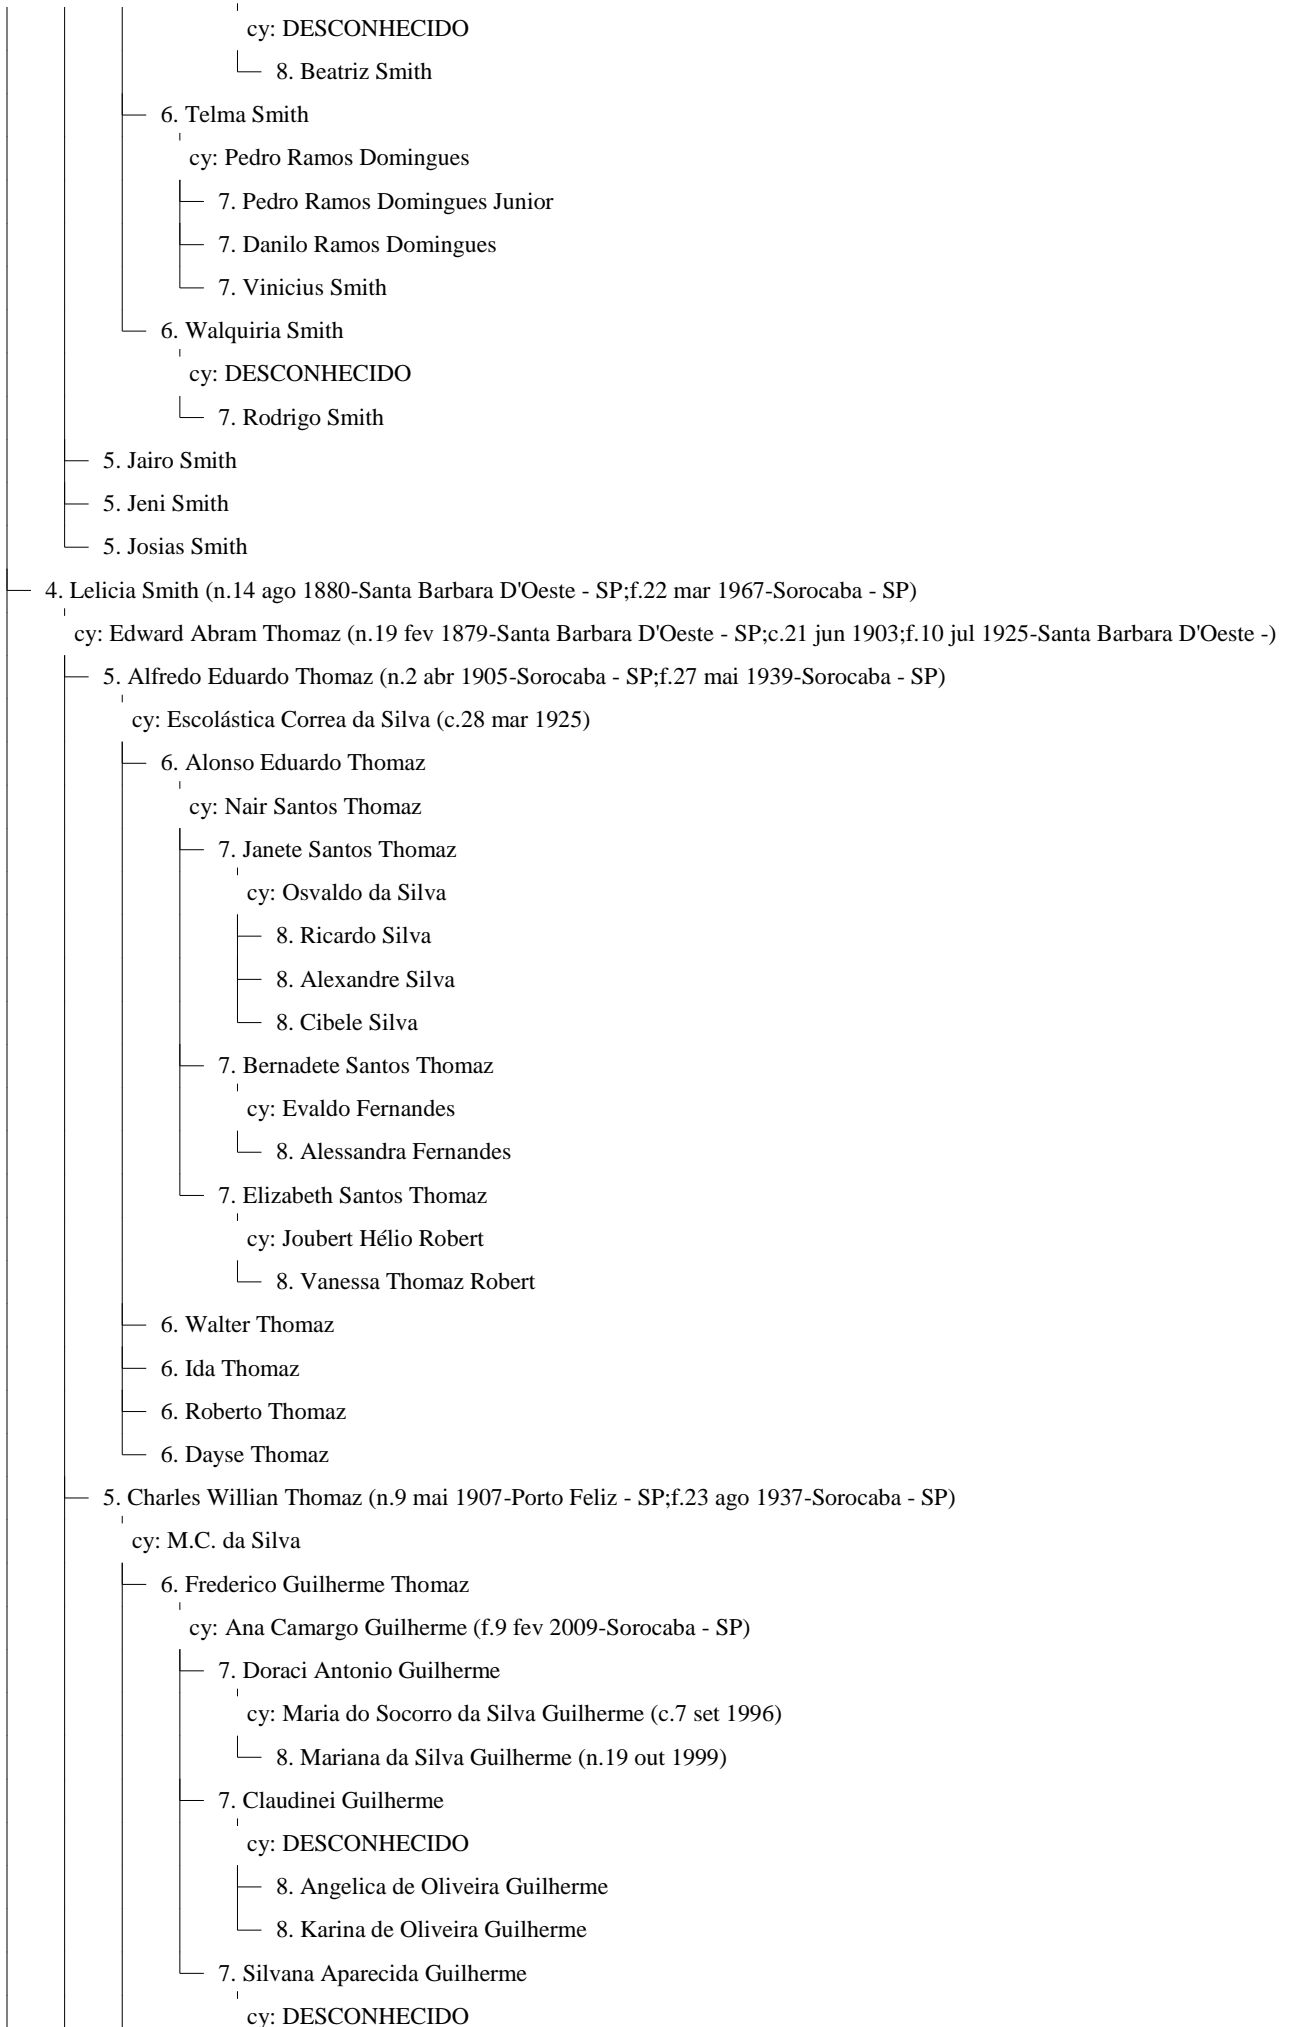 cy: DESCONHECIDO
8. Beatriz Smith
6. Telma Smith
cy: Pedro Ramos Domingues
7. Pedro Ramos Domingues Junior
7. Danilo Ramos Domingues
7. Vinicius Smith
6. Walquiria Smith
cy: DESCONHECIDO
7. Rodrigo Smith
5. Jairo Smith
5. Jeni Smith
5. Josias Smith
4. Lelicia Smith (n.14 ago 1880-Santa Barbara D'Oeste - SP;f.22 mar 1967-Sorocaba - SP)
cy: Edward Abram Thomaz (n.19 fev 1879-Santa Barbara D'Oeste - SP;c.21 jun 1903;f.10 jul 1925-Santa Barbara D'Oeste -)
5. Alfredo Eduardo Thomaz (n.2 abr 1905-Sorocaba - SP;f.27 mai 1939-Sorocaba - SP)
cy: Escolástica Correa da Silva (c.28 mar 1925)
6. Alonso Eduardo Thomaz
cy: Nair Santos Thomaz
7. Janete Santos Thomaz
cy: Osvaldo da Silva
8. Ricardo Silva
8. Alexandre Silva
8. Cibele Silva
7. Bernadete Santos Thomaz
cy: Evaldo Fernandes
8. Alessandra Fernandes
7. Elizabeth Santos Thomaz
cy: Joubert Hélio Robert
8. Vanessa Thomaz Robert
6. Walter Thomaz
6. Ida Thomaz
6. Roberto Thomaz
6. Dayse Thomaz
5. Charles Willian Thomaz (n.9 mai 1907-Porto Feliz - SP;f.23 ago 1937-Sorocaba - SP)
cy: M.C. da Silva
6. Frederico Guilherme Thomaz
cy: Ana Camargo Guilherme (f.9 fev 2009-Sorocaba - SP)
7. Doraci Antonio Guilherme
cy: Maria do Socorro da Silva Guilherme (c.7 set 1996)
8. Mariana da Silva Guilherme (n.19 out 1999)
7. Claudinei Guilherme
cy: DESCONHECIDO
8. Angelica de Oliveira Guilherme
8. Karina de Oliveira Guilherme
7. Silvana Aparecida Guilherme
cy: DESCONHECIDO